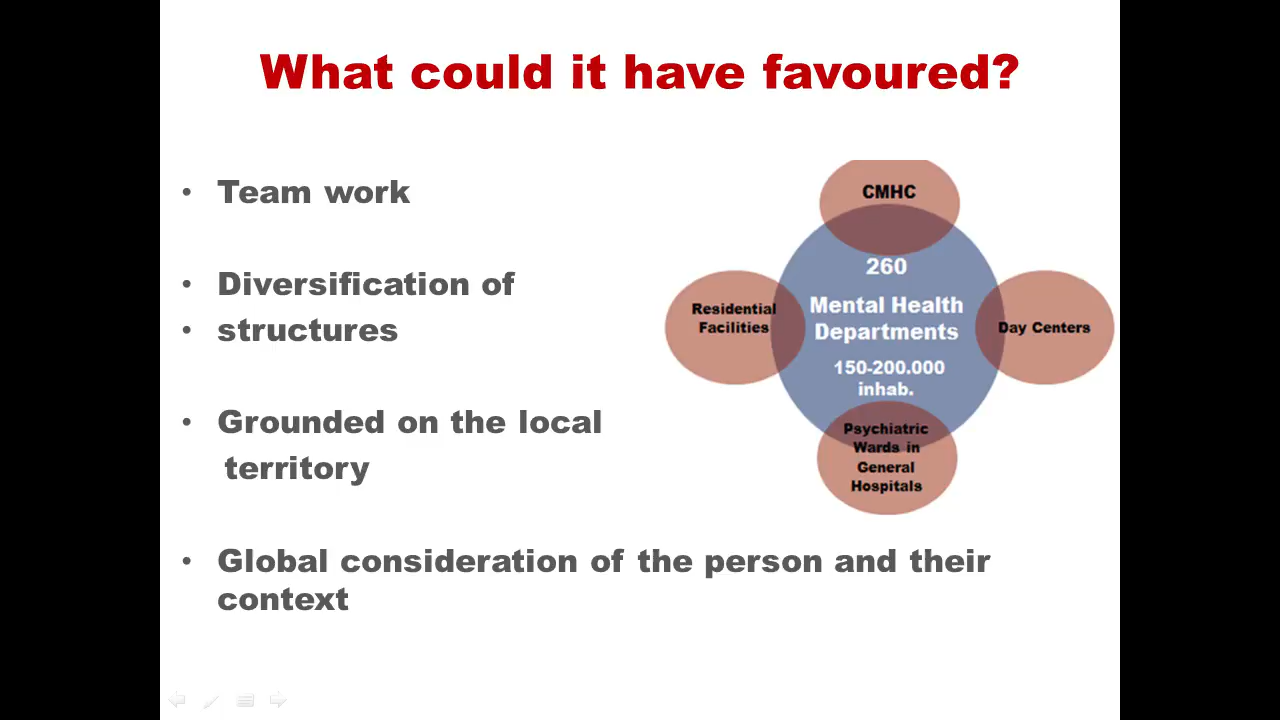 What could it have favoured?
• Team work
• Diversification of
• structures
• Grounded on the local
territory
• Global consideration of the person and their
context
CMHC
260
Mental Health
Departments
150-200.000
inhab.
Residential
Facilities
Day Centers
Psychiatric
Wards in
General
Hospitals